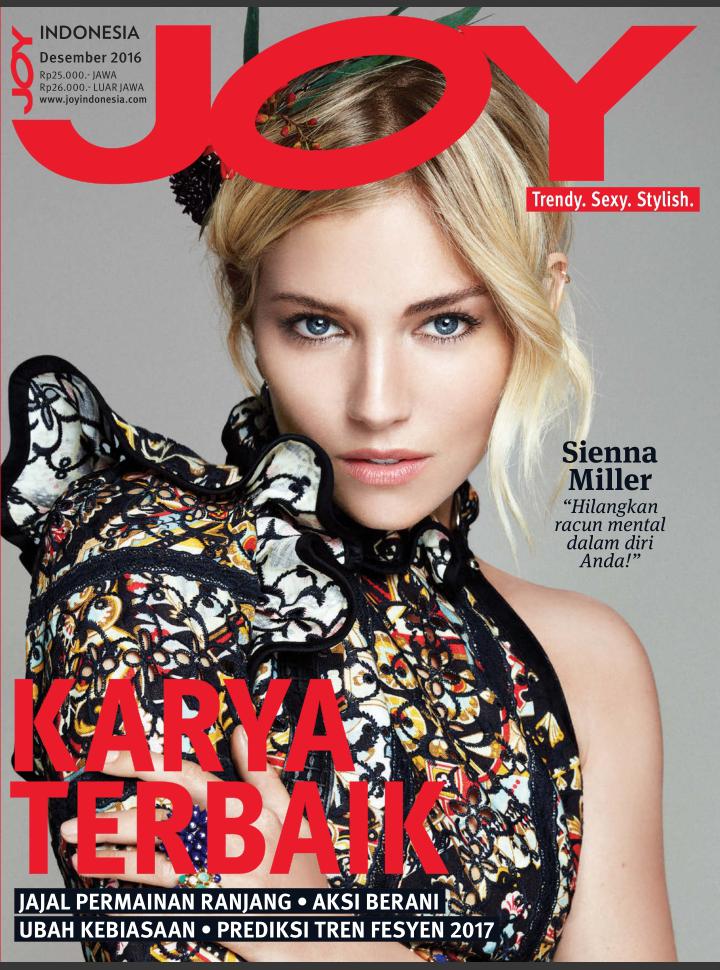 JOY
INDONESIA
Desember 2016
Rp25.000.- JAWA
Rp26.000.- LUAR JAWA
www.joyindonesia.com
JOY
Trendy. Sexy. Stylish.
Sienna
Miller
“Hilangkan
racun mental
dalam diri
Anda!”
KARYA
TERBAIK
JAJAL PERMAINAN RANJANG • AKSI BERANI
UBAH KEBIASAAN • PREDIKSI TREN FESYEN 2017